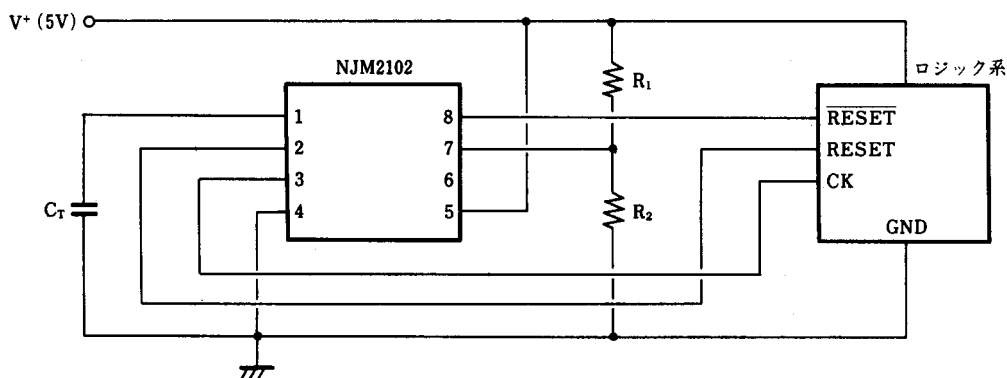 V⁺ (5V)
NJM2102
ロジック系
1
2
3
4
8
7
6
5
R₁
R₂
C_T
RESET
RESET
CK
GND